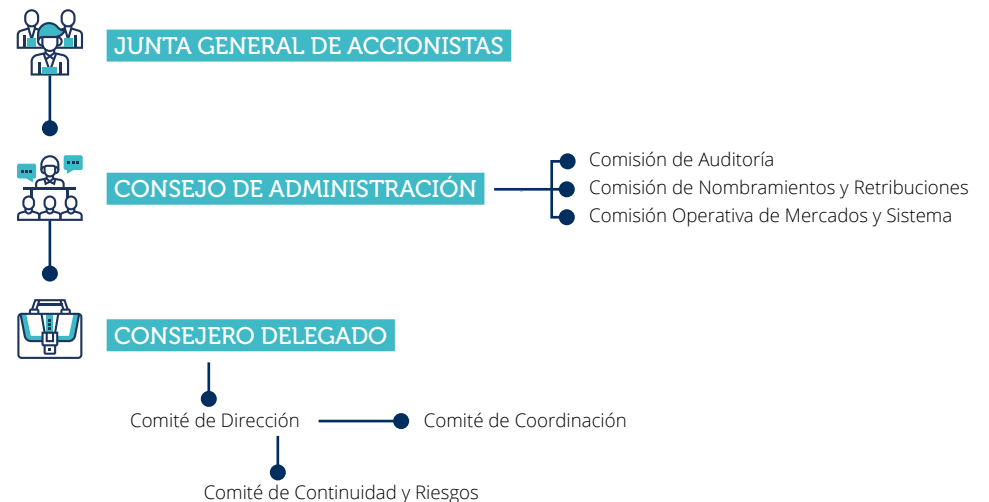 JUNTA GENERAL DE ACCIONISTAS
CONSEJO DE ADMINISTRACIÓN
Comisión de Auditoría
Comisión de Nombramientos y Retribuciones
Comisión Operativa de Mercados y Sistema
CONSEJERO DELEGADO
Comité de Dirección
Comité de Coordinación
Comité de Continuidad y Riesgos